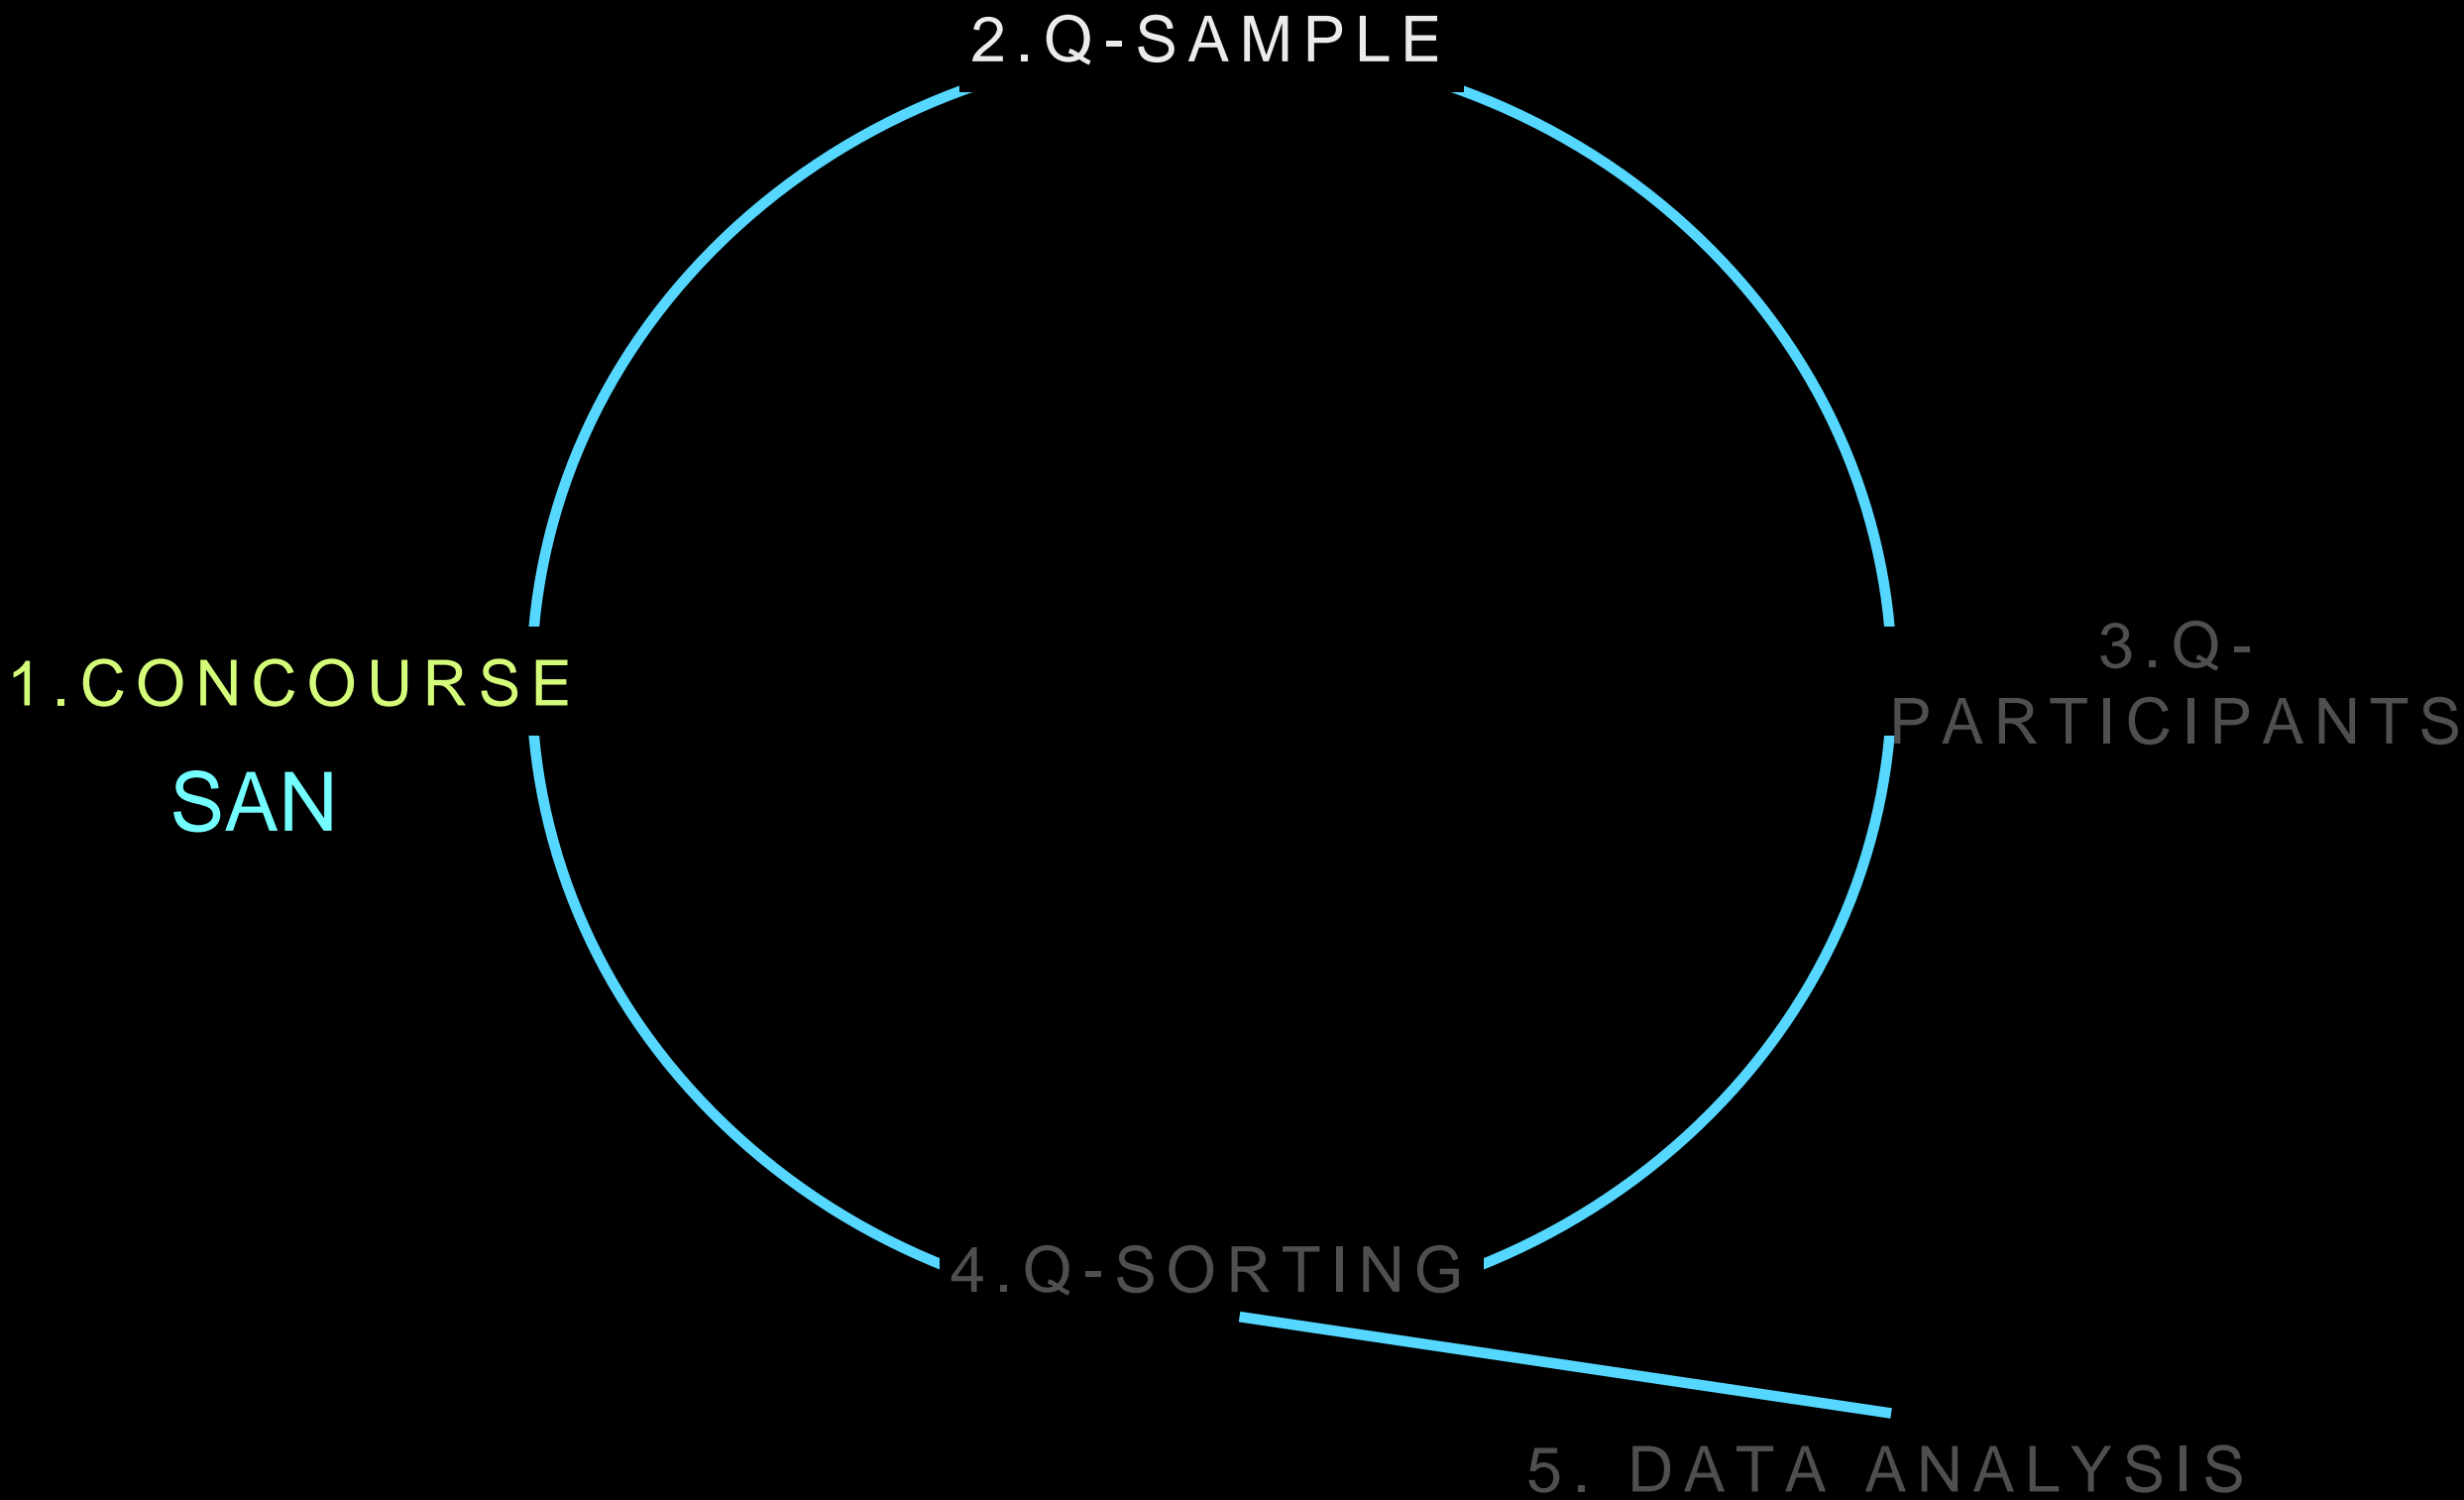 2.Q-SAMPLE
1.CONCOURSE
SAN
3.Q-
PARTICIPANTS
4.Q-SORTING
5. DATA ANALYSIS